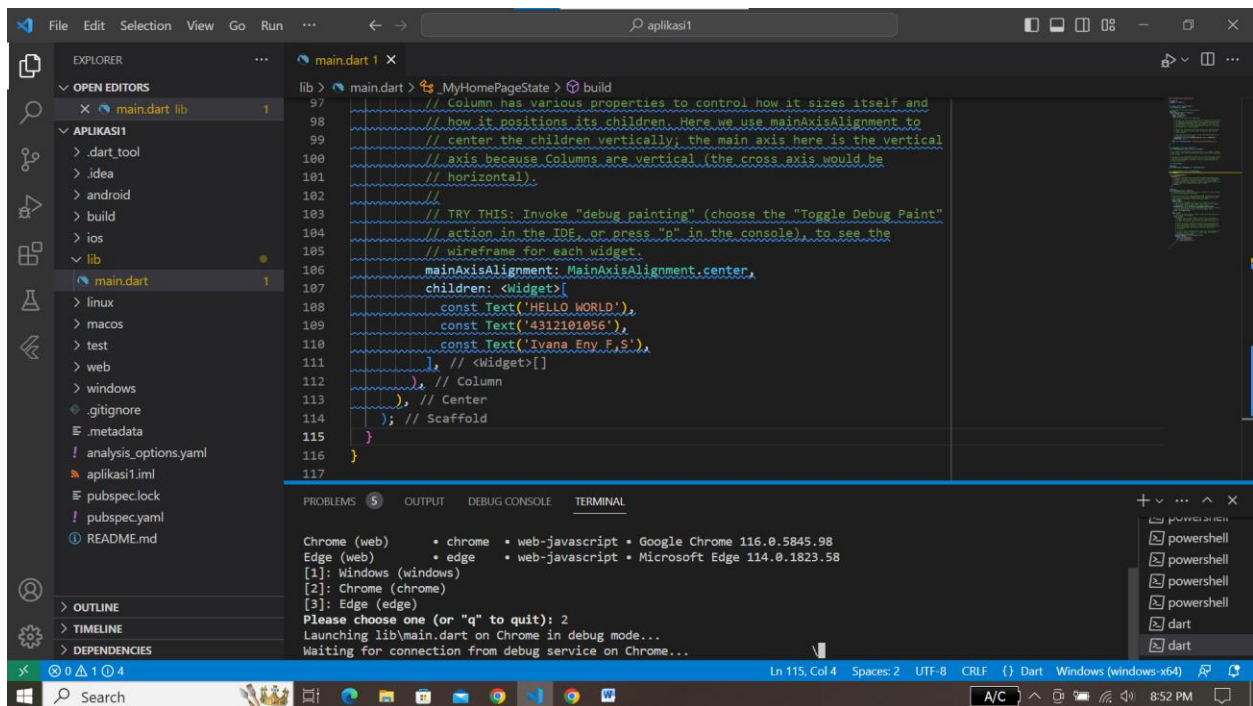 File Edit Selection View Go Run ... aplikasi1
EXPLORER
OPEN EDITORS
main.dart lib 1
APLIKASI1
.dart_tool
.idea
android
build
ios
lib
main.dart 1
linux
macos
test
web
windows
.gitignore
.metadata
analysis_options.yaml
aplikasi1.iml
pubspec.lock
pubspec.yaml
README.md
OUTLINE
TIMELINE
DEPENDENCIES
main.dart 1
lib > main.dart > _MyHomePageState > build
97 // Column has various properties to control how it sizes itself and
98 // how it positions its children. Here we use mainAxisAlignment to
99 // center the children vertically; the main axis here is the vertical
100 // axis because Columns are vertical (the cross axis would be
101 // horizontal).
102 //
103 // TRY THIS: Invoke "debug painting" (choose the "Toggle Debug Paint"
104 // action in the IDE, or press "p" in the console), to see the
105 // wireframe for each widget.
106 mainAxisAlignment: MainAxisAlignment.center,
107 children: <Widget>[
108 const Text('HELLO WORLD'),
109 const Text('4312101056'),
110 const Text('Ivana Eny F,S'),
111 ], // <Widget>[]
112 ), // Column
113 ), // Center
114 ); // Scaffold
115 }
116 }
117
PROBLEMS 5 OUTPUT DEBUG CONSOLE TERMINAL
Chrome (web) • chrome • web-javascript • Google Chrome 116.0.5845.98
Edge (web) • edge • web-javascript • Microsoft Edge 114.0.1823.58
[1]: Windows (windows)
[2]: Chrome (chrome)
[3]: Edge (edge)
Please choose one (or "q" to quit): 2
Launching lib\main.dart on Chrome in debug mode...
Waiting for connection from debug service on Chrome... \
powershell
powershell
powershell
powershell
dart
dart
0 1 4 Ln 115, Col 4 Spaces: 2 UTF-8 CRLF {} Dart Windows (windows-x64)
Search A/C 8:52 PM